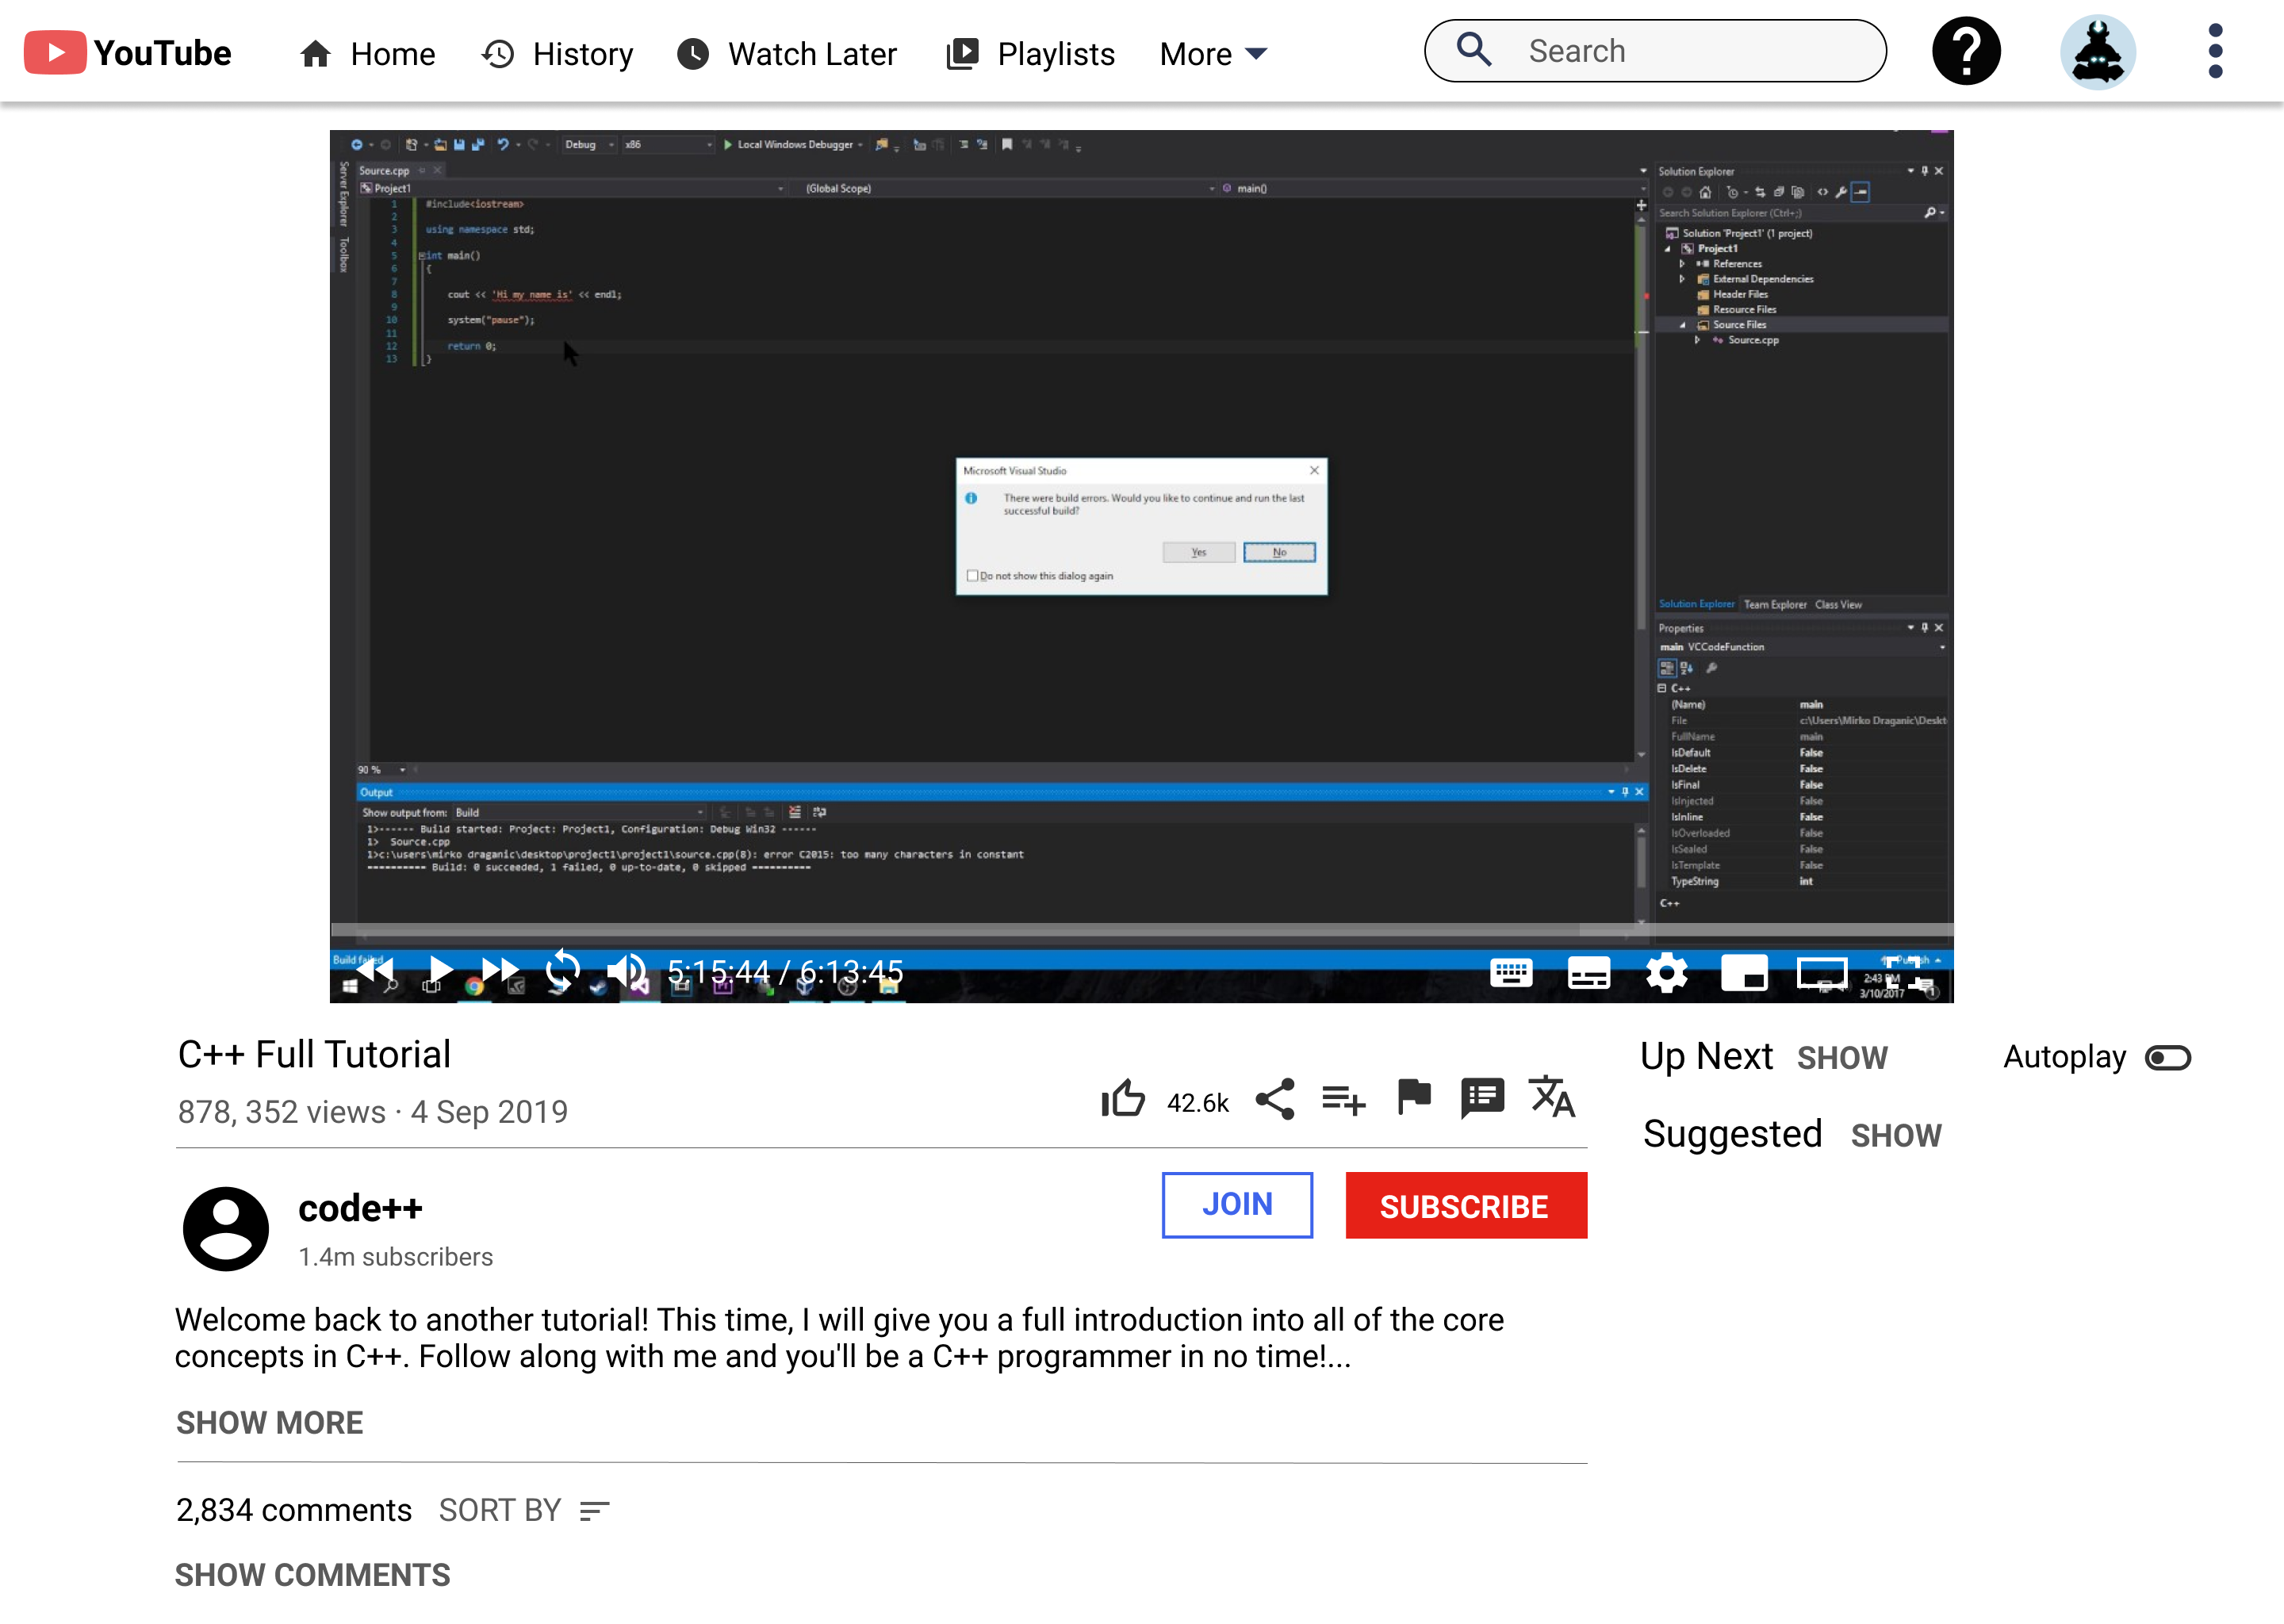 YouTube Home History Watch Later Playlists More Search
Debug x86 Local Windows Debugger
Server Explorer
Toolbox
Source.cpp
Project1 (Global Scope) main()
1 #include<iostream>
2
3 using namespace std;
4
5 int main()
6 {
7
8 cout << 'Hi my name is' << endl;
9
10 system("pause");
11
12 return 0;
13 }
Solution Explorer
Search Solution Explorer (Ctrl+;)
Solution 'Project1' (1 project)
Project1
References
External Dependencies
Header Files
Resource Files
Source Files
Source.cpp
Microsoft Visual Studio
There were build errors. Would you like to continue and run the last
successful build?
Yes No
Do not show this dialog again
Solution Explorer Team Explorer Class View
Properties
main VCCodeFunction
C++
(Name) main
File c:\Users\Mirko Draganic\Deskt
FullName main
IsDefault False
IsDelete False
IsFinal False
IsInjected False
IsInline False
IsOverloaded False
IsSealed False
IsTemplate False
TypeString int
C++
90 %
Output
Show output from: Build
1>------ Build started: Project: Project1, Configuration: Debug Win32 ------
1> Source.cpp
1>c:\users\mirko draganic\desktop\project1\project1\source.cpp(8): error C2015: too many characters in constant
========== Build: 0 succeeded, 1 failed, 0 up-to-date, 0 skipped ==========
Build
5:15:44 / 6:13:45
2:43 PM
3/10/2017
C++ Full Tutorial
878, 352 views · 4 Sep 2019
42.6k
Up Next SHOW Autoplay
Suggested SHOW
code++
1.4m subscribers
JOIN SUBSCRIBE
Welcome back to another tutorial! This time, I will give you a full introduction into all of the core
concepts in C++. Follow along with me and you'll be a C++ programmer in no time!...
SHOW MORE
2,834 comments SORT BY
SHOW COMMENTS